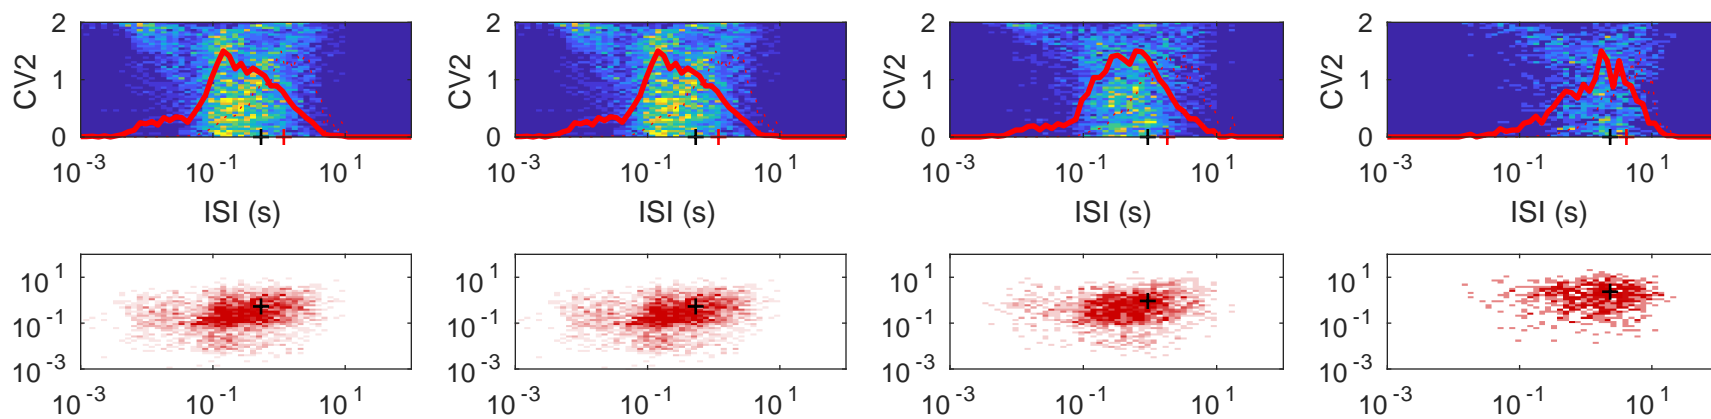 2 2 2 2
CV2 CV2 CV2 CV2
1 1 1 1
0 0 0 0
10^-3 10^-1 10^1 10^-3 10^-1 10^1 10^-3 10^-1 10^1 10^-3 10^-1 10^1
ISI (s) ISI (s) ISI (s) ISI (s)
10^1 10^1 10^1 10^1
10^-1 10^-1 10^-1 10^-1
10^-3 10^-3 10^-3 10^-3
10^-3 10^-1 10^1 10^-3 10^-1 10^1 10^-3 10^-1 10^1 10^-3 10^-1 10^1